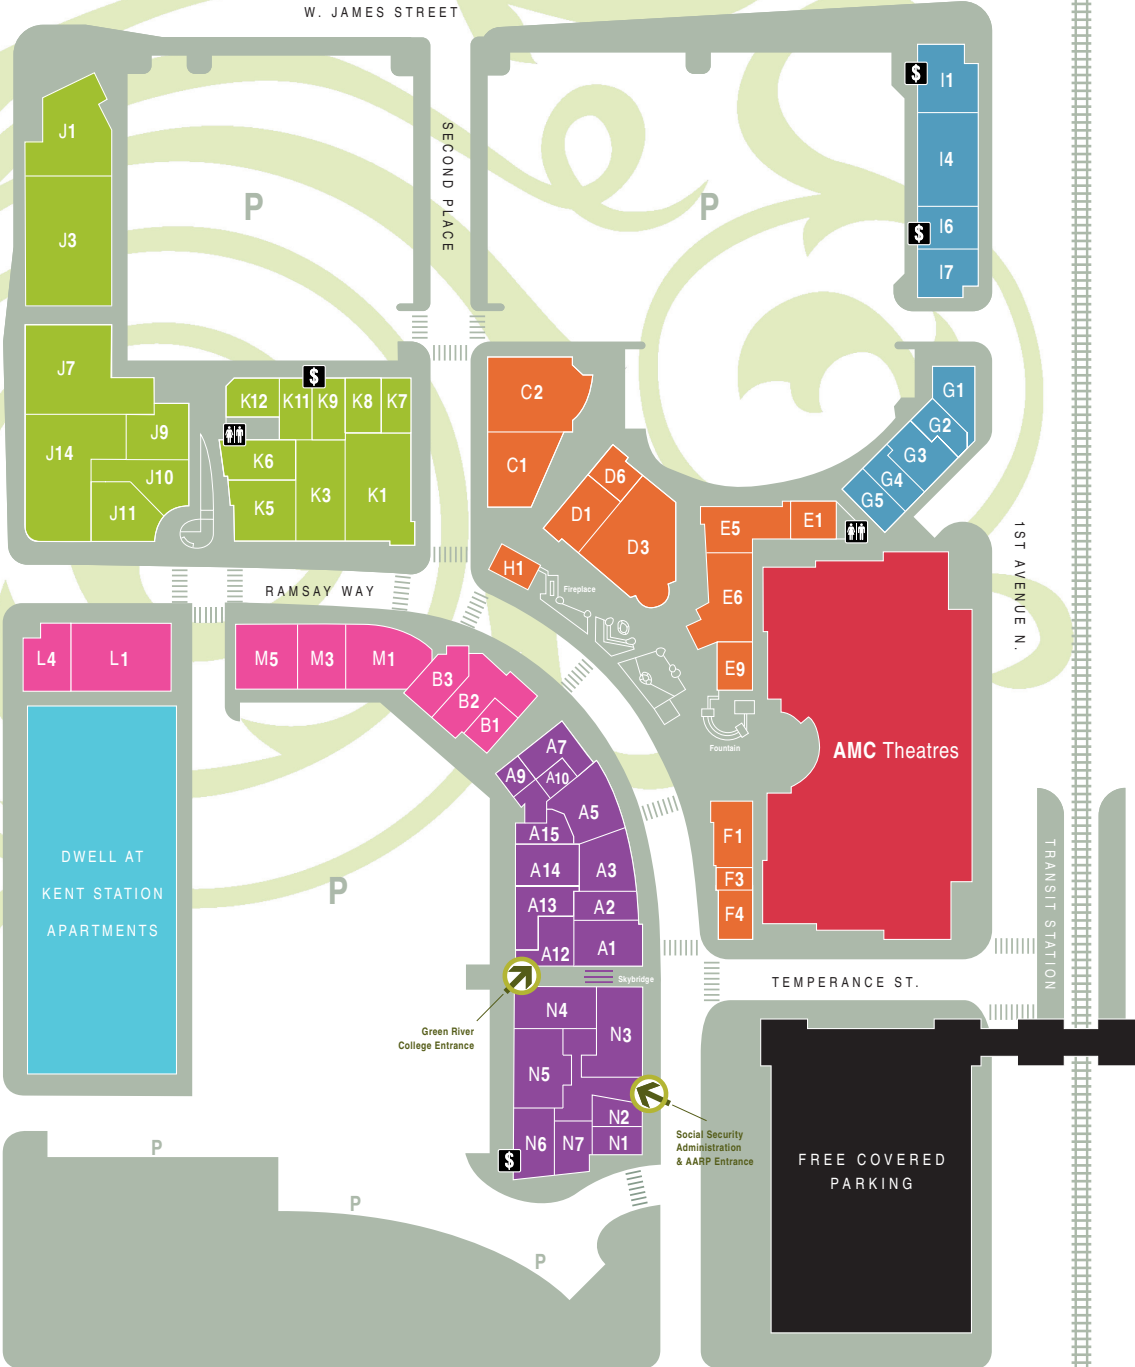 W. JAMES STREET
SECOND PLACE
P
P
$
I1
I4
$
I6
I7
J1
J3
J7
J9
J14
J10
J11
$
K12
K11
K9
K8
K7
K6
K5
K3
K1
C2
C1
D6
D1
D3
H1
Fireplace
G1
G2
G3
G4
G5
E5
E1
E6
E9
Fountain
1ST AVENUE N.
RAMSAY WAY
L4
L1
M5
M3
M1
B3
B2
B1
AMC Theatres
A7
A9
A10
A5
A15
A14
A3
A13
A2
A12
A1
F1
F3
F4
DWELL AT
KENT STATION
APARTMENTS
P
TRANSIT STATION
TEMPERANCE ST.
Skybridge
Green River
College Entrance
N4
N3
N5
N2
N1
N6
N7
$
Social Security
Administration
& AARP Entrance
FREE COVERED
PARKING
P
P
P